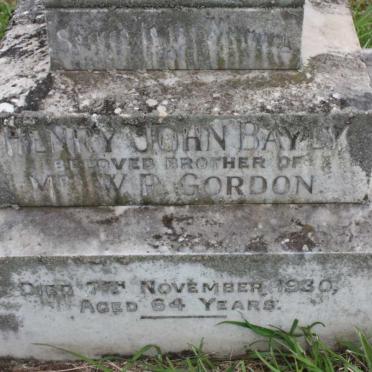 HENRY JOHN BAYLY
BELOVED BROTHER OF
GORDON
DIED 7TH NOVEMBER 1930,
AGED 64 YEARS.